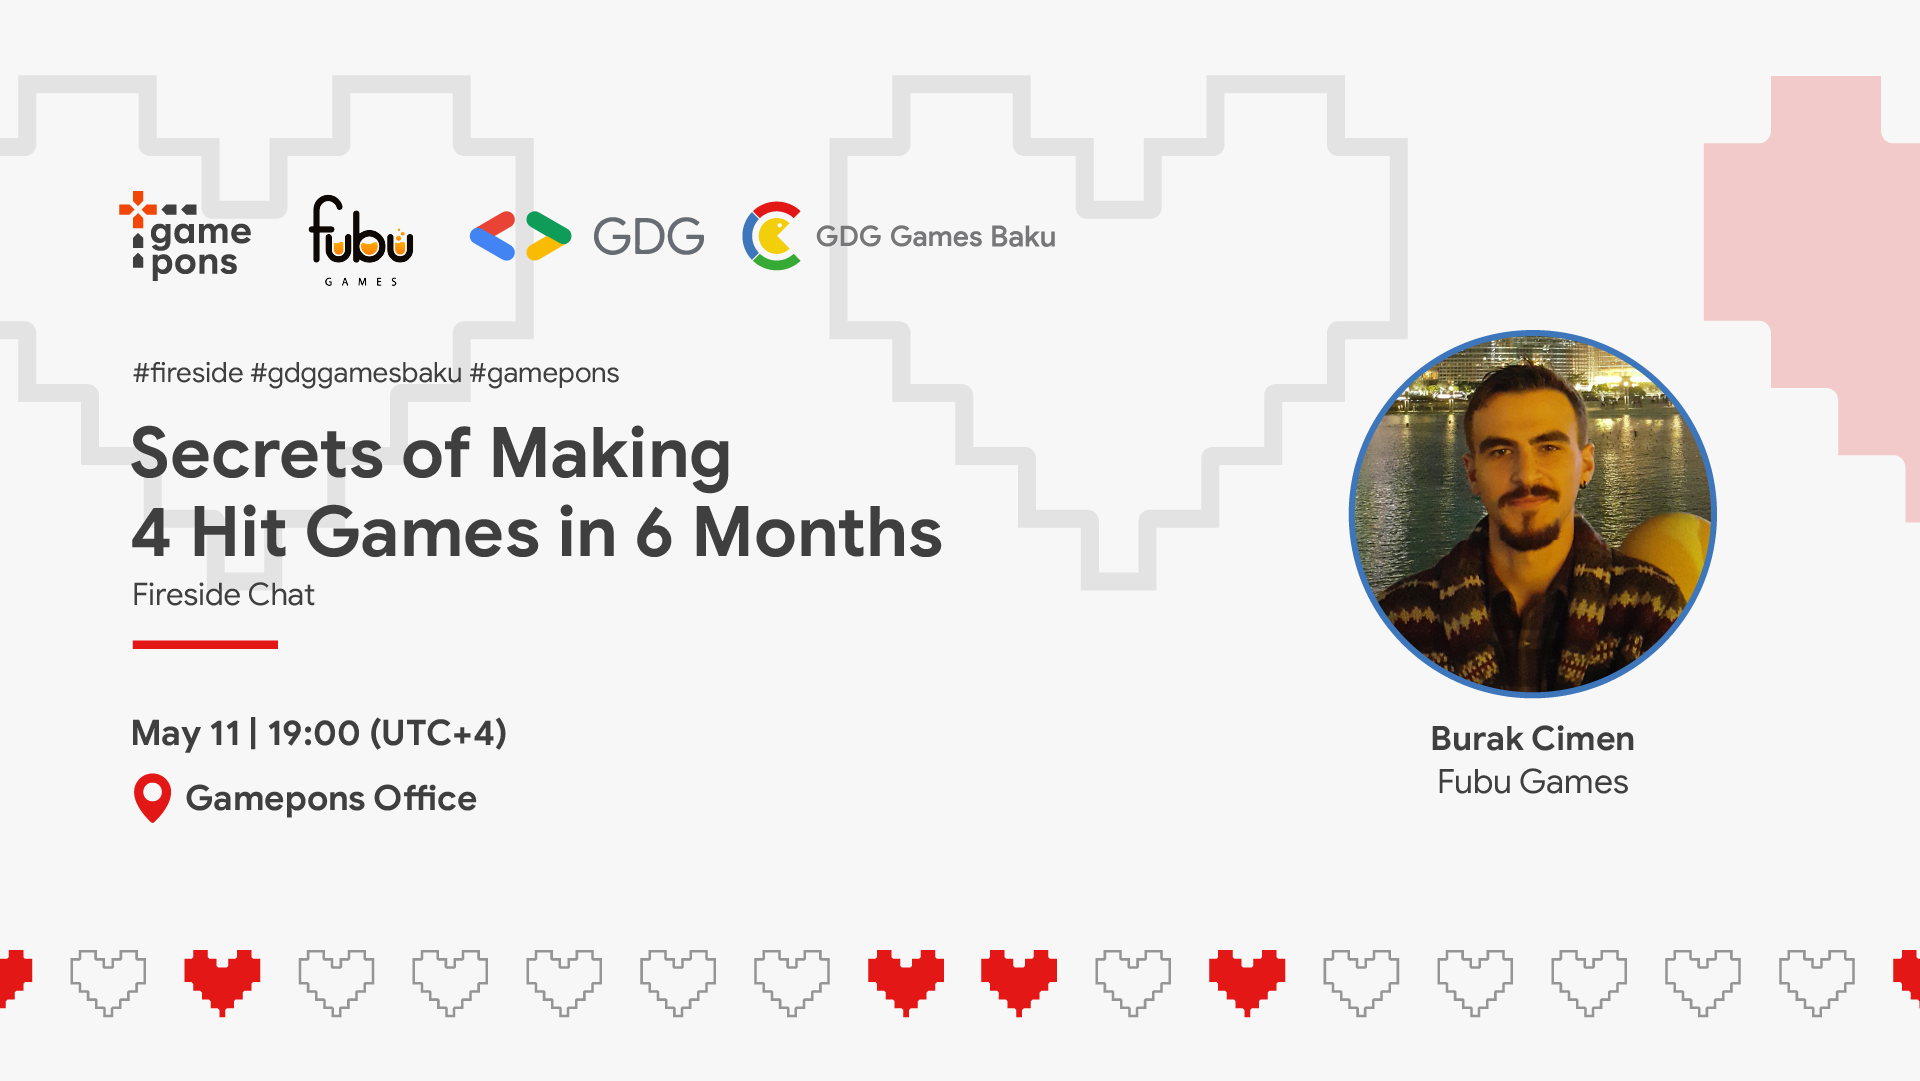 game
pons
fubu
GAMES
GDG
GDG Games Baku
#fireside #gdggamesbaku #gamepons
Secrets of Making
4 Hit Games in 6 Months
Fireside Chat
May 11 | 19:00 (UTC+4)
Gamepons Office
Burak Cimen
Fubu Games